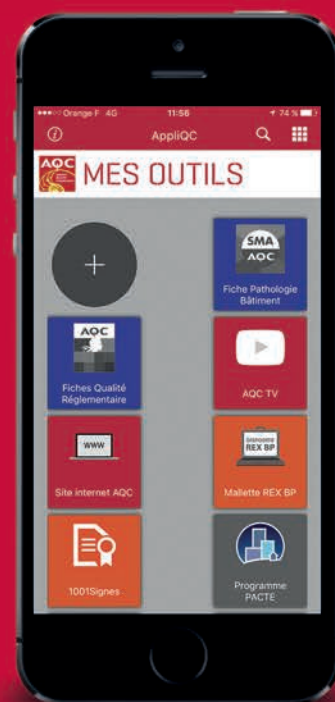 Orange F 4G 11:58 74 %
AppliQC
AQC
MES OUTILS
+
SMA
AQC
Fiche Pathologie
Bâtiment
AQC
Fiches Qualité
Réglementaire
AQC TV
www
Site internet AQC
REX BP
Mallette REX BP
1001Signes
Programme
PACTE